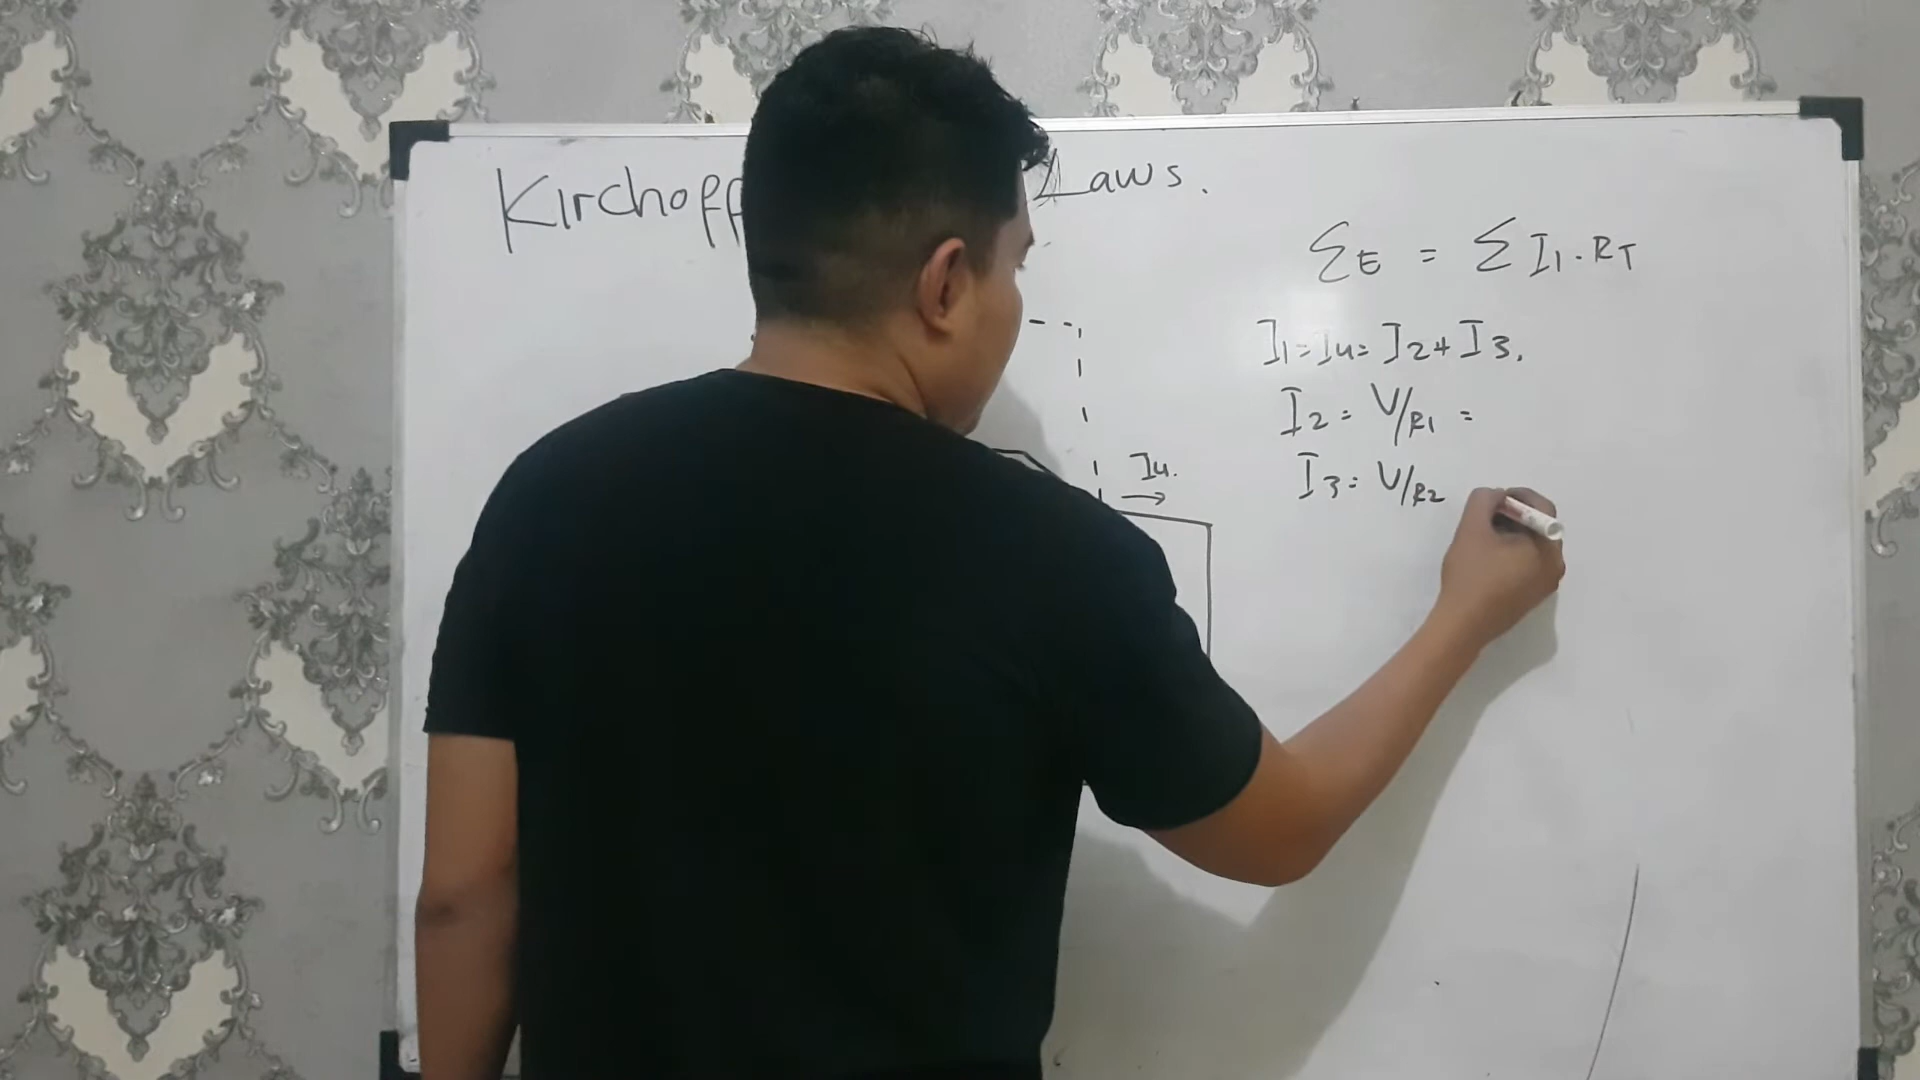 Kirchoff Laws.
ΣE = Σ I1 . RT
I1 = I4 = I2 + I3.
I2 = V/R1 =
I3 = V/R2
I4.